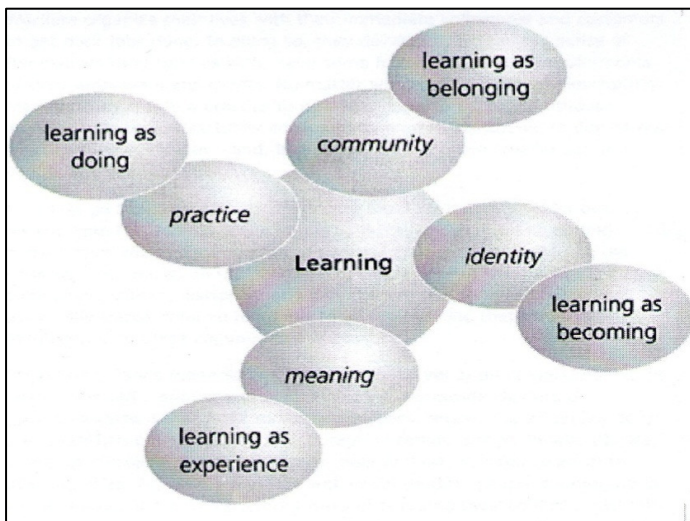 learning as
belonging
learning as
doing
community
practice
Learning
identity
learning as
becoming
meaning
learning as
experience